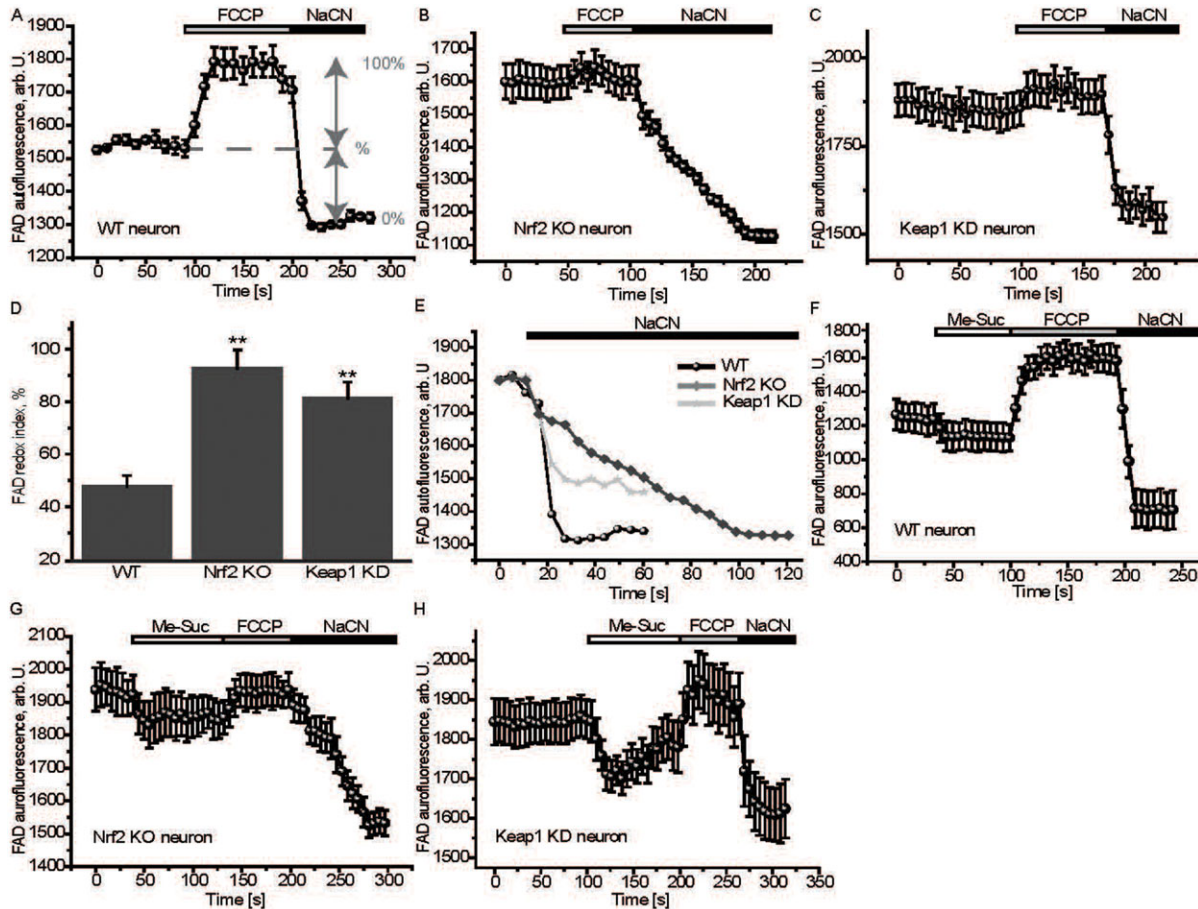 A
FCCP NaCN
FAD autofluorescence, arb. U.
1900
1800
1700
1600
1500
1400
1300
1200
100%
%
0%
WT neuron
0 50 100 150 200 250 300
Time [s]
B
FCCP NaCN
FAD autofluorescence, arb. U.
1700
1600
1500
1400
1300
1200
1100
Nrf2 KO neuron
0 50 100 150 200
Time [s]
C
FCCP NaCN
FAD autofluorescence, arb. U.
2000
1750
1500
Keap1 KD neuron
0 50 100 150 200
Time [s]
D
FAD redox index, %
100
80
60
40
20
** **
WT Nrf2 KO Keap1 KD
E
NaCN
FAD autofluorescence, arb. U
1900
1800
1700
1600
1500
1400
1300
WT
Nrf2 KO
Keap1 KD
0 20 40 60 80 100 120
Time [s]
F
Me-Suc FCCP NaCN
FAD aurofluorescence, arb. U.
1800
1600
1400
1200
1000
800
600
400
WT neuron
0 50 100 150 200 250
Time [s]
G
Me-Suc FCCP NaCN
FAD aurofluorescence, arb. U.
2100
2000
1900
1800
1700
1600
1500
1400
Nrf2 KO neuron
0 50 100 150 200 250 300
Time [s]
H
Me-Suc FCCP NaCN
FAD aurofluorescence, arb. U.
2000
1900
1800
1700
1600
1500
Keap1 KD neuron
0 50 100 150 200 250 300 350
Time [s]